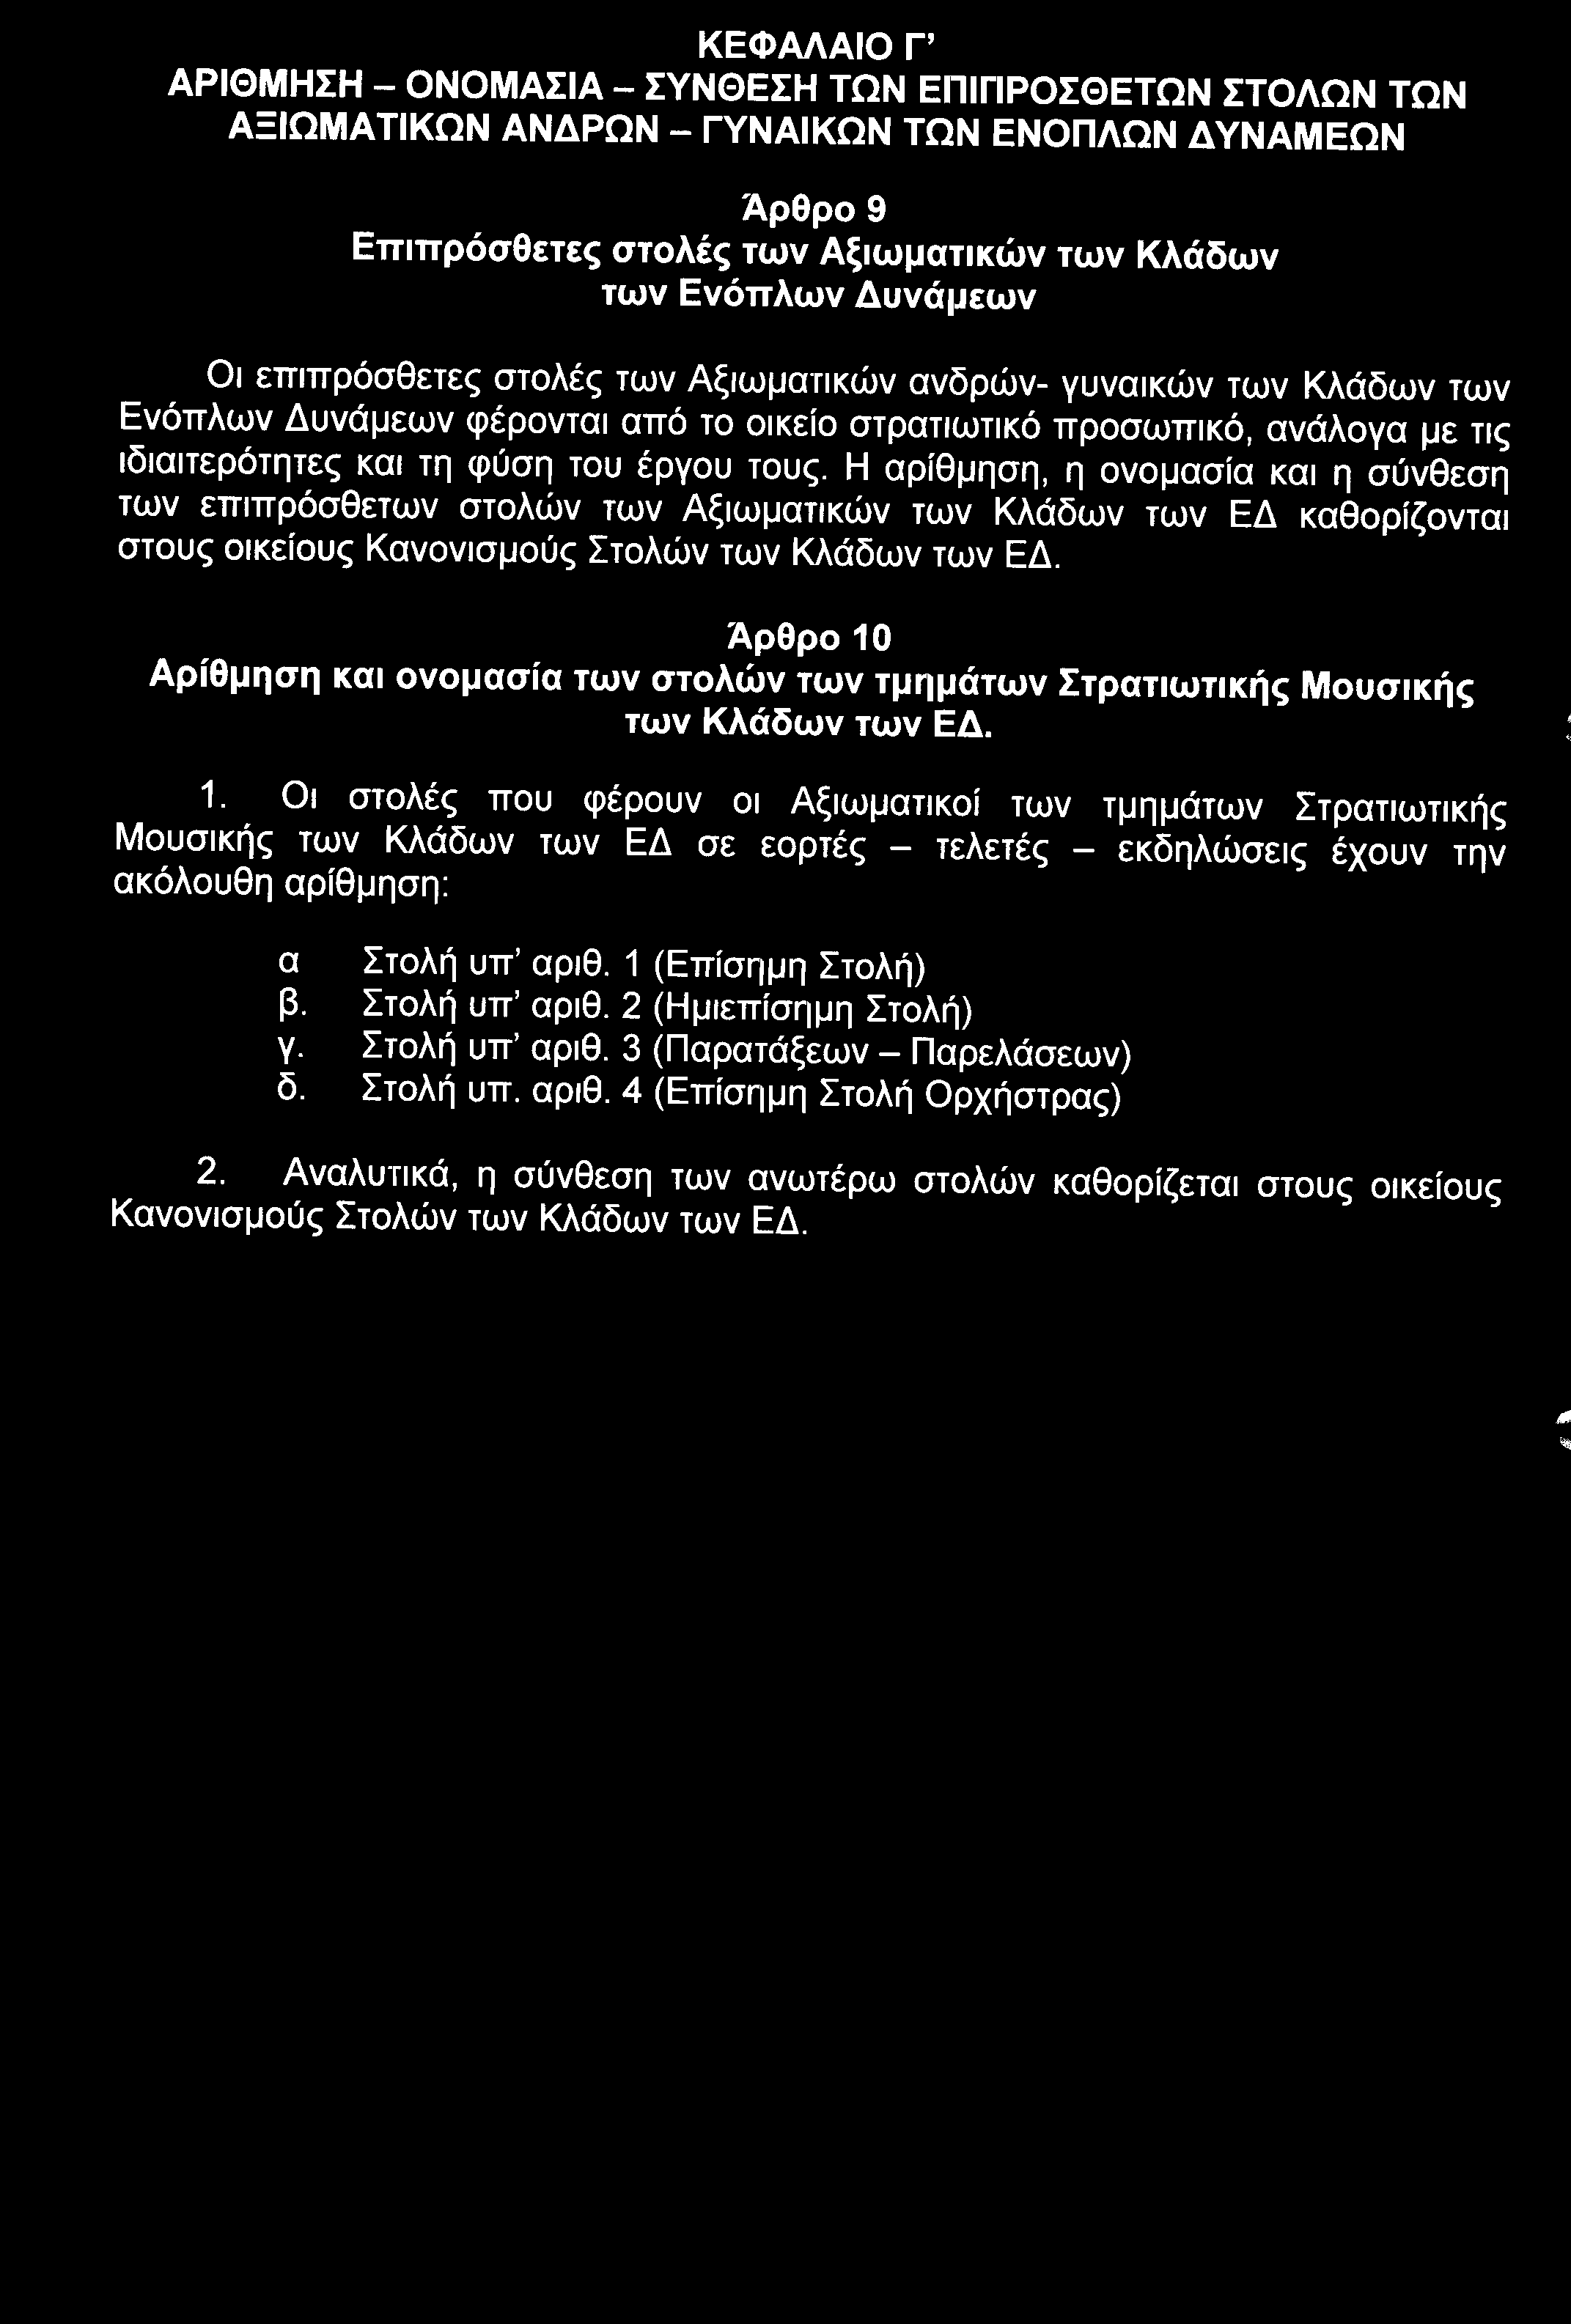 ΚΕΦΑΛΑΙΟ Γ’
ΑΡΙΘΜΗΣΗ – ΟΝΟΜΑΣΙΑ – ΣΥΝΘΕΣΗ ΤΩΝ ΕΠΙΠΡΟΣΘΕΤΩΝ ΣΤΟΛΩΝ ΤΩΝ
ΑΞΙΩΜΑΤΙΚΩΝ ΑΝΔΡΩΝ – ΓΥΝΑΙΚΩΝ ΤΩΝ ΕΝΟΠΛΩΝ ΔΥΝΑΜΕΩΝ
Άρθρο 9
Επιπρόσθετες στολές των Αξιωματικών των Κλάδων
των Ενόπλων Δυνάμεων
Οι επιπρόσθετες στολές των Αξιωματικών ανδρών- γυναικών των Κλάδων των
Ενόπλων Δυνάμεων φέρονται από το οικείο στρατιωτικό προσωπικό, ανάλογα με τις
ιδιαιτερότητες και τη φύση του έργου τους. Η αρίθμηση, η ονομασία και η σύνθεση
των επιπρόσθετων στολών των Αξιωματικών των Κλάδων των ΕΔ καθορίζονται
στους οικείους Κανονισμούς Στολών των Κλάδων των ΕΔ.
Άρθρο 10
Αρίθμηση και ονομασία των στολών των τμημάτων Στρατιωτικής Μουσικής
των Κλάδων των ΕΔ.
1. Οι στολές που φέρουν οι Αξιωματικοί των τμημάτων Στρατιωτικής
Μουσικής των Κλάδων των ΕΔ σε εορτές – τελετές – εκδηλώσεις έχουν την
ακόλουθη αρίθμηση:
α Στολή υπ’ αριθ. 1 (Επίσημη Στολή)
β. Στολή υπ’ αριθ. 2 (Ημιεπίσημη Στολή)
γ. Στολή υπ’ αριθ. 3 (Παρατάξεων – Παρελάσεων)
δ. Στολή υπ. αριθ. 4 (Επίσημη Στολή Ορχήστρας)
2. Αναλυτικά, η σύνθεση των ανωτέρω στολών καθορίζεται στους οικείους
Κανονισμούς Στολών των Κλάδων των ΕΔ.